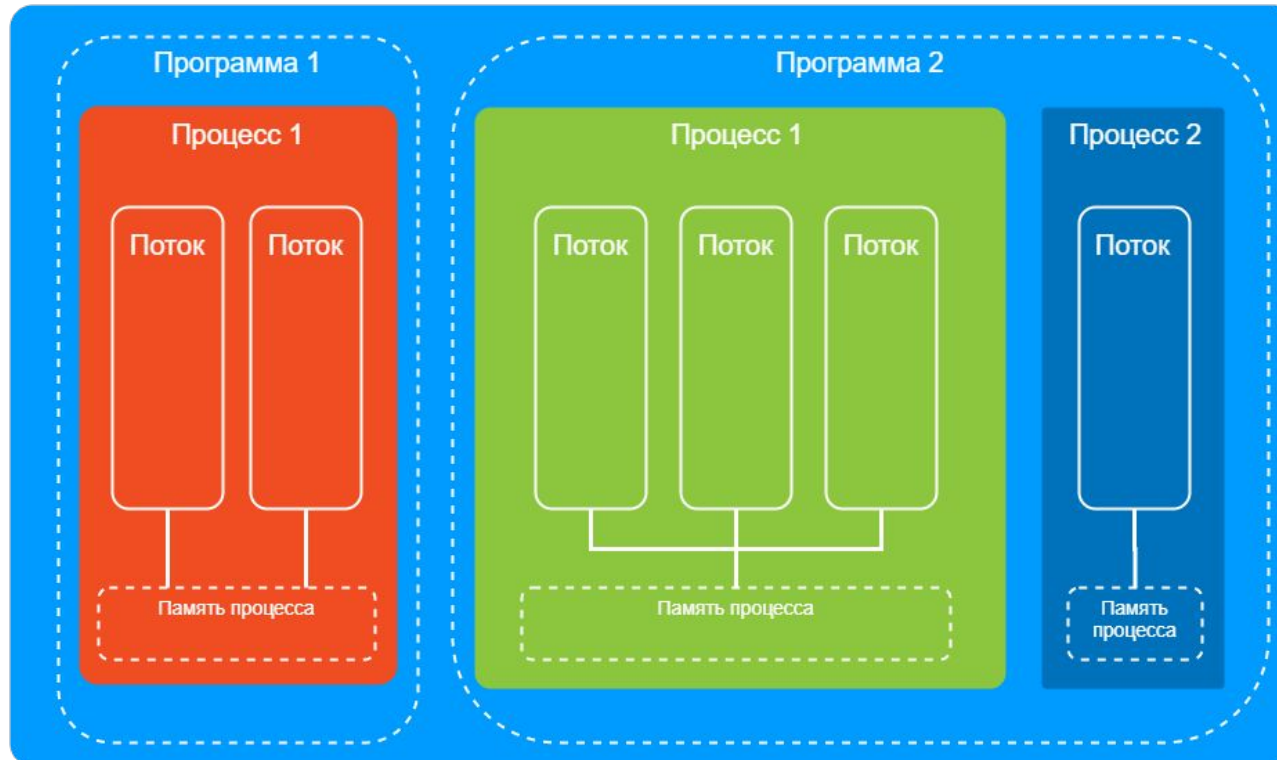 Программа 1
Процесс 1
Поток
Поток
Память процесса
Программа 2
Процесс 1
Поток
Поток
Поток
Память процесса
Процесс 2
Поток
Память
процесса